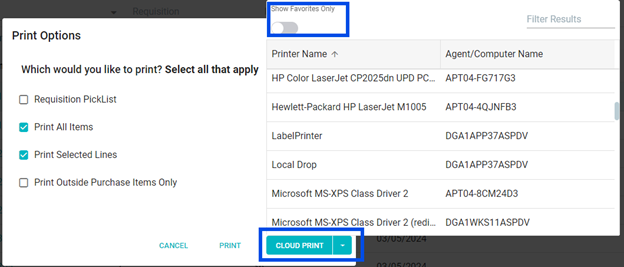 Requisition
Print Options
Which would you like to print? Select all that apply
Requisition PickList
Print All Items
Print Selected Lines
Print Outside Purchase Items Only
CANCEL
PRINT
CLOUD PRINT
Show Favorites Only
Filter Results
Printer Name ↑
Agent/Computer Name
HP Color LaserJet CP2025dn UPD PC...
APT04-FG717G3
Hewlett-Packard HP LaserJet M1005
APT04-4QJNFB3
LabelPrinter
DGA1APP37ASPDV
Local Drop
DGA1APP37ASPDV
Microsoft MS-XPS Class Driver 2
APT04-8CM24D3
Microsoft MS-XPS Class Driver 2 (redi...
DGA1WKS11ASPDV
03/05/2024